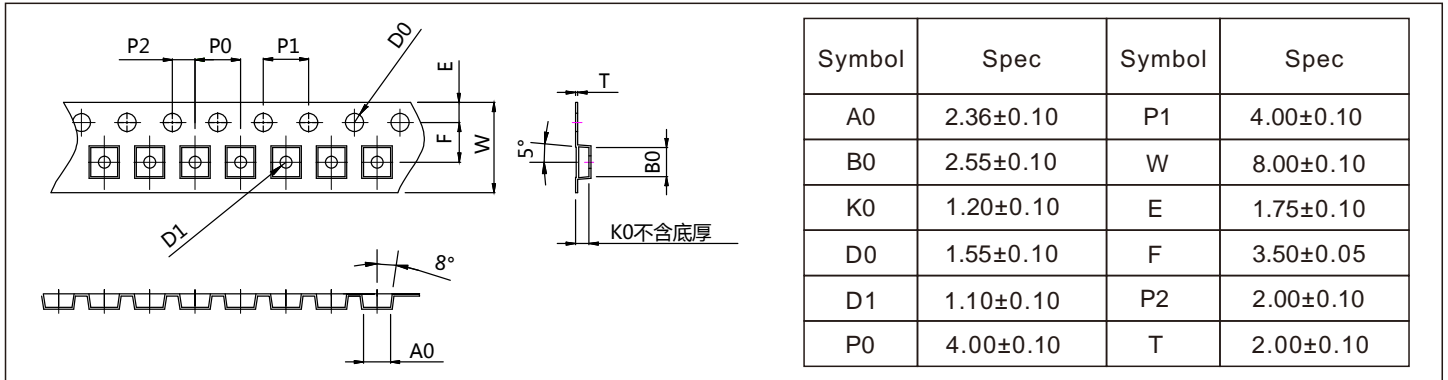 P2 P0 P1 D0 E
T
F W
5° B0
D1
K0不含底厚
8°
A0
Symbol Spec Symbol Spec
A0 2.36±0.10 P1 4.00±0.10
B0 2.55±0.10 W 8.00±0.10
K0 1.20±0.10 E 1.75±0.10
D0 1.55±0.10 F 3.50±0.05
D1 1.10±0.10 P2 2.00±0.10
P0 4.00±0.10 T 2.00±0.10